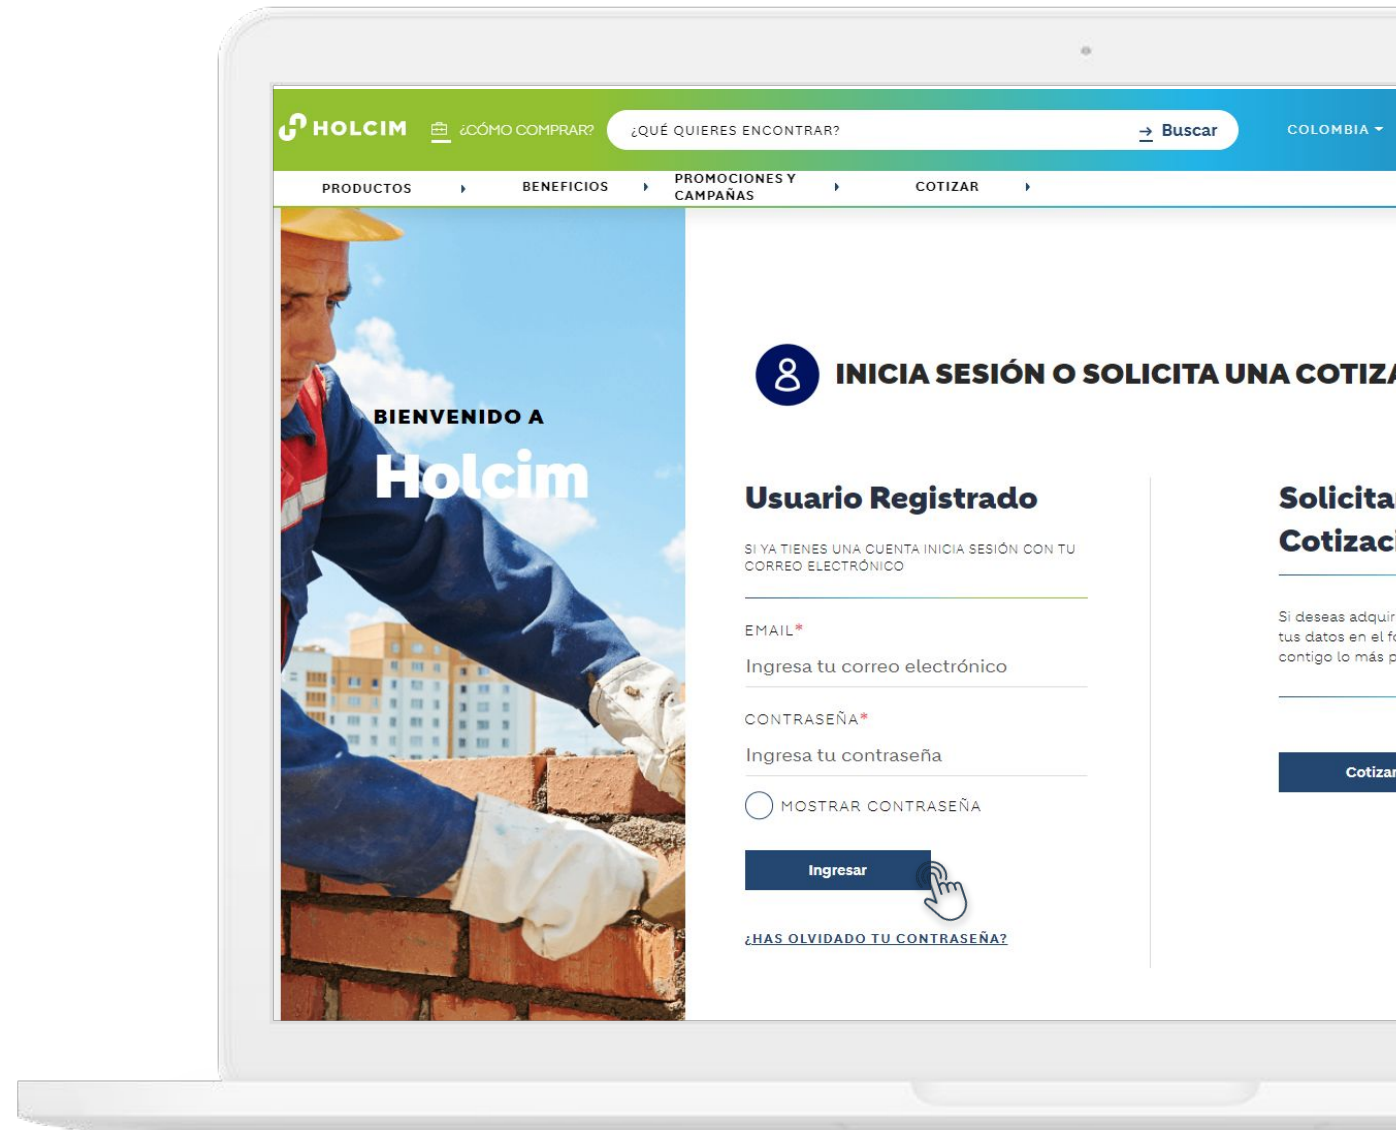 HOLCIM
¿CÓMO COMPRAR?
¿QUÉ QUIERES ENCONTRAR?
→ Buscar
COLOMBIA
PRODUCTOS
BENEFICIOS
PROMOCIONES Y
CAMPAÑAS
COTIZAR
BIENVENIDO A
Holcim
INICIA SESIÓN O SOLICITA UNA COTIZA
Usuario Registrado
SI YA TIENES UNA CUENTA INICIA SESIÓN CON TU
CORREO ELECTRÓNICO
EMAIL*
Ingresa tu correo electrónico
CONTRASEÑA*
Ingresa tu contraseña
MOSTRAR CONTRASEÑA
Ingresar
¿HAS OLVIDADO TU CONTRASEÑA?
Solicitar
Cotizaci
Si deseas adquir
tus datos en el fo
contigo lo más p
Cotizar